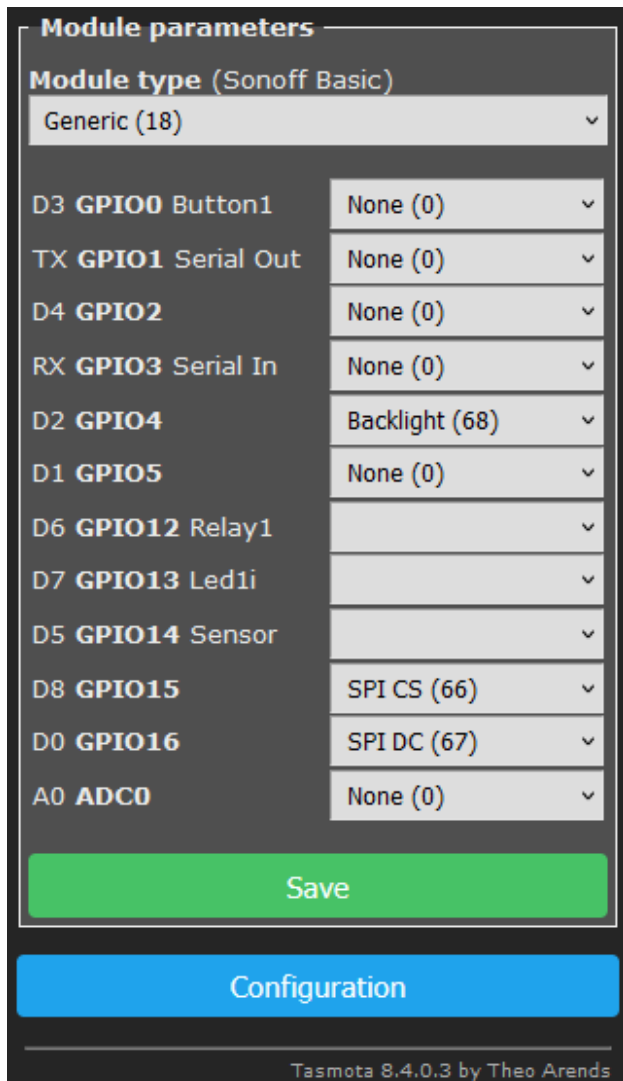 Module parameters
Module type (Sonoff Basic)
Generic (18)
D3 GPIO0 Button1 None (0)
TX GPIO1 Serial Out None (0)
D4 GPIO2 None (0)
RX GPIO3 Serial In None (0)
D2 GPIO4 Backlight (68)
D1 GPIO5 None (0)
D6 GPIO12 Relay1
D7 GPIO13 Led1i
D5 GPIO14 Sensor
D8 GPIO15 SPI CS (66)
D0 GPIO16 SPI DC (67)
A0 ADC0 None (0)
Save
Configuration
Tasmota 8.4.0.3 by Theo Arends